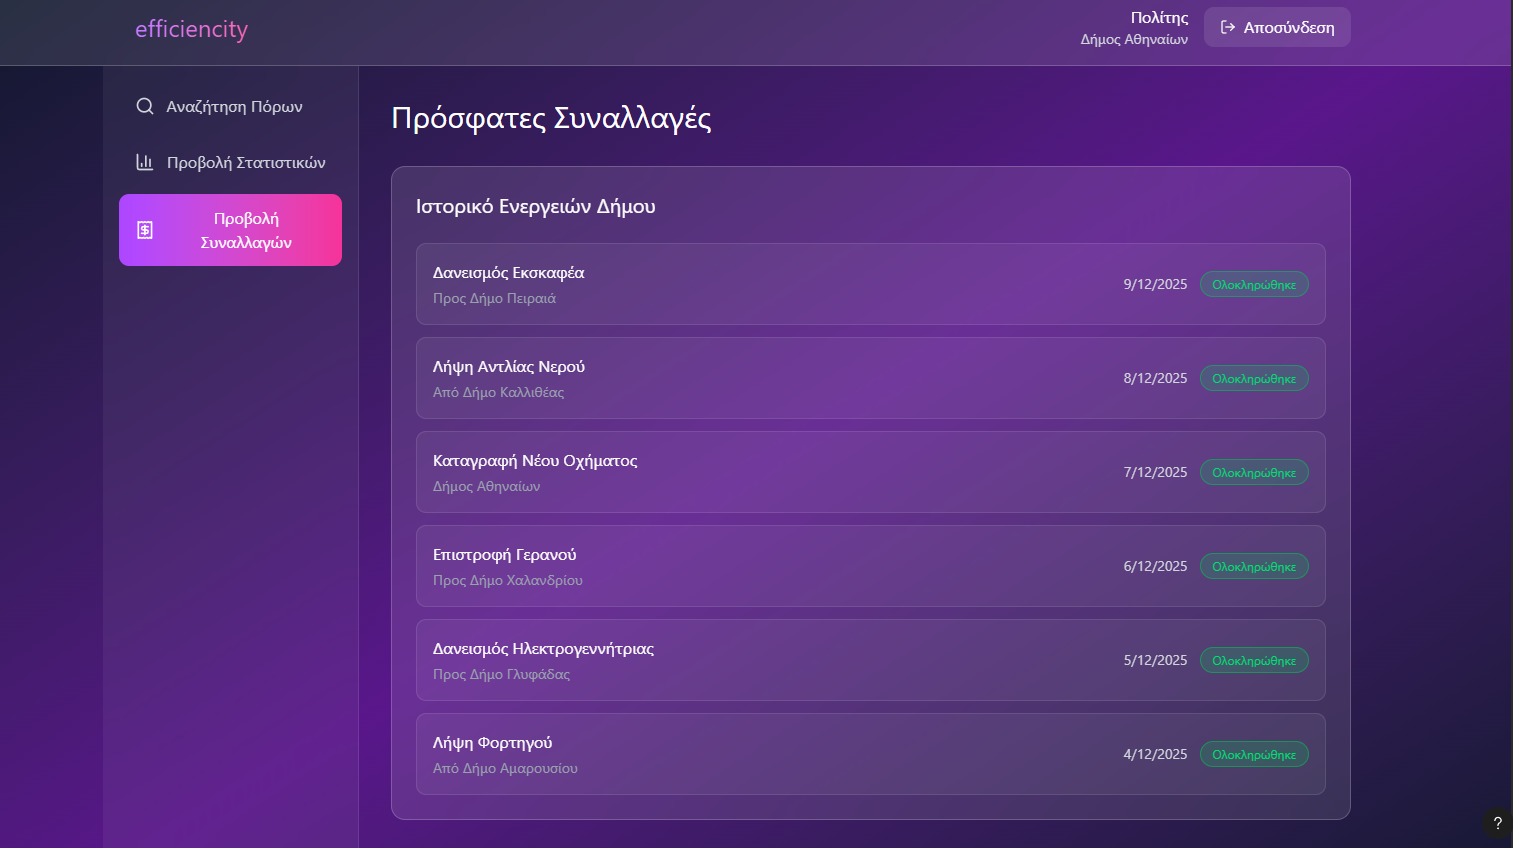 efficiencity
Πολίτης
Δήμος Αθηναίων
Αποσύνδεση
Αναζήτηση Πόρων
Προβολή Στατιστικών
Προβολή
Συναλλαγών
Πρόσφατες Συναλλαγές
Ιστορικό Ενεργειών Δήμου
Δανεισμός Εκσκαφέα
Προς Δήμο Πειραιά
9/12/2025 Ολοκληρώθηκε
Λήψη Αντλίας Νερού
Από Δήμο Καλλιθέας
8/12/2025 Ολοκληρώθηκε
Καταγραφή Νέου Οχήματος
Δήμος Αθηναίων
7/12/2025 Ολοκληρώθηκε
Επιστροφή Γερανού
Προς Δήμο Χαλανδρίου
6/12/2025 Ολοκληρώθηκε
Δανεισμός Ηλεκτρογεννήτριας
Προς Δήμο Γλυφάδας
5/12/2025 Ολοκληρώθηκε
Λήψη Φορτηγού
Από Δήμο Αμαρουσίου
4/12/2025 Ολοκληρώθηκε
?